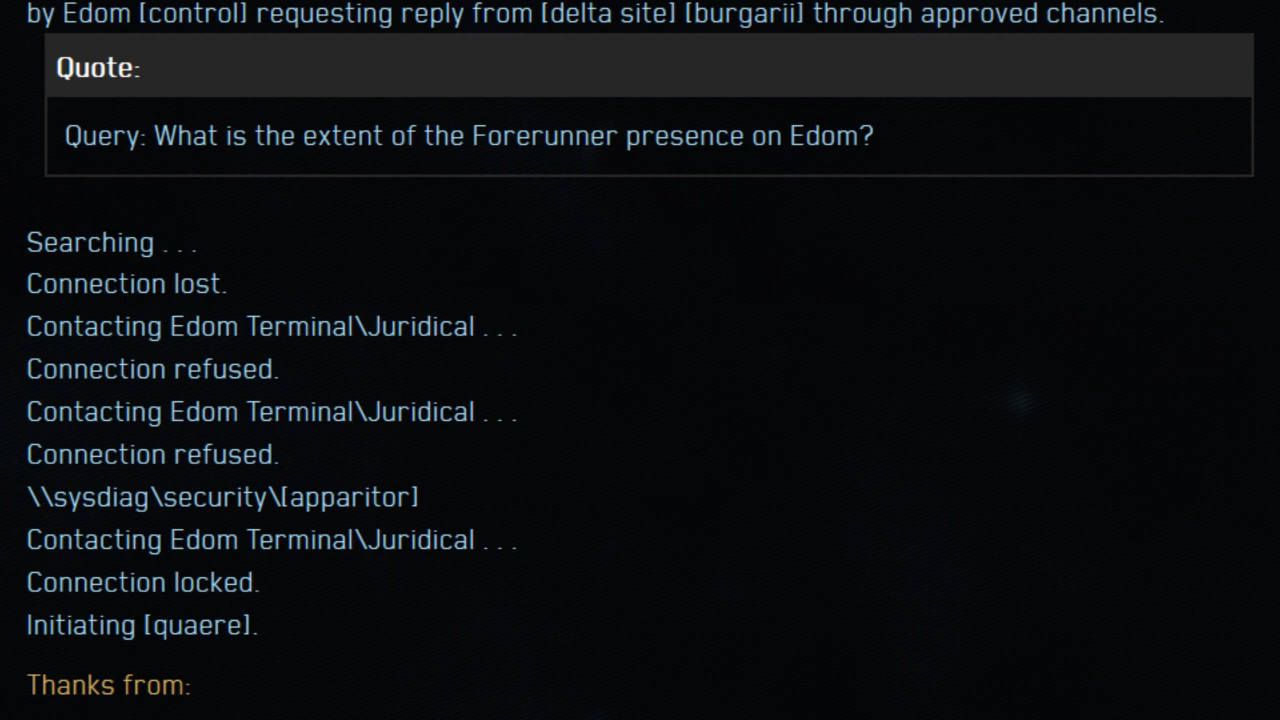 by Edom [control] requesting reply from [delta site] [burgarii] through approved channels.
Quote:
Query: What is the extent of the Forerunner presence on Edom?
Searching . . .
Connection lost.
Contacting Edom Terminal\Juridical . . .
Connection refused.
Contacting Edom Terminal\Juridical . . .
Connection refused.
\\sysdiag\security\[apparitor]
Contacting Edom Terminal\Juridical . . .
Connection locked.
Initiating [quaere].
Thanks from: